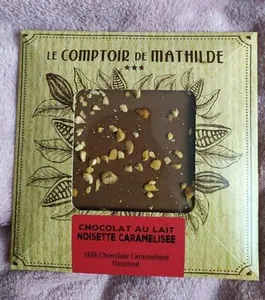 LE COMPTOIR DE MATHILDE
CHOCOLAT AU LAIT
NOISETTE CARAMELISEE
Milk Chocolate Caramelised
Hazelnut